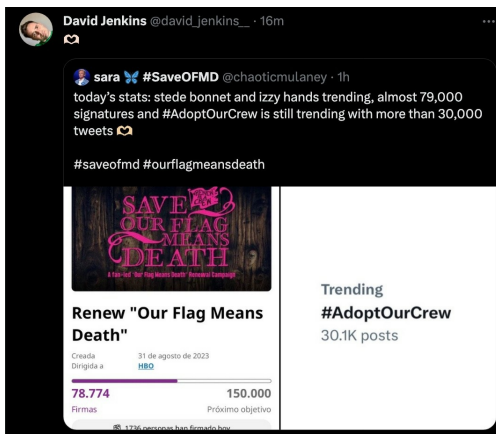 David Jenkins @david_jenkins__ · 16m
🫶🏻
sara 🦋 #SaveOFMD @chaoticmulaney · 1h
today's stats: stede bonnet and izzy hands trending, almost 79,000
signatures and #AdoptOurCrew is still trending with more than 30,000
tweets 🫶🏻
#saveofmd #ourflagmeansdeath
SAVE
OUR FLAG
MEANS
DEATH
A fan-led "Our Flag Means Death" Renewal Campaign
Renew "Our Flag Means
Death"
Creada 31 de agosto de 2023
Dirigida a HBO
78.774 150.000
Firmas Próximo objetivo
1736 personas han firmado hoy
Trending
#AdoptOurCrew
30.1K posts